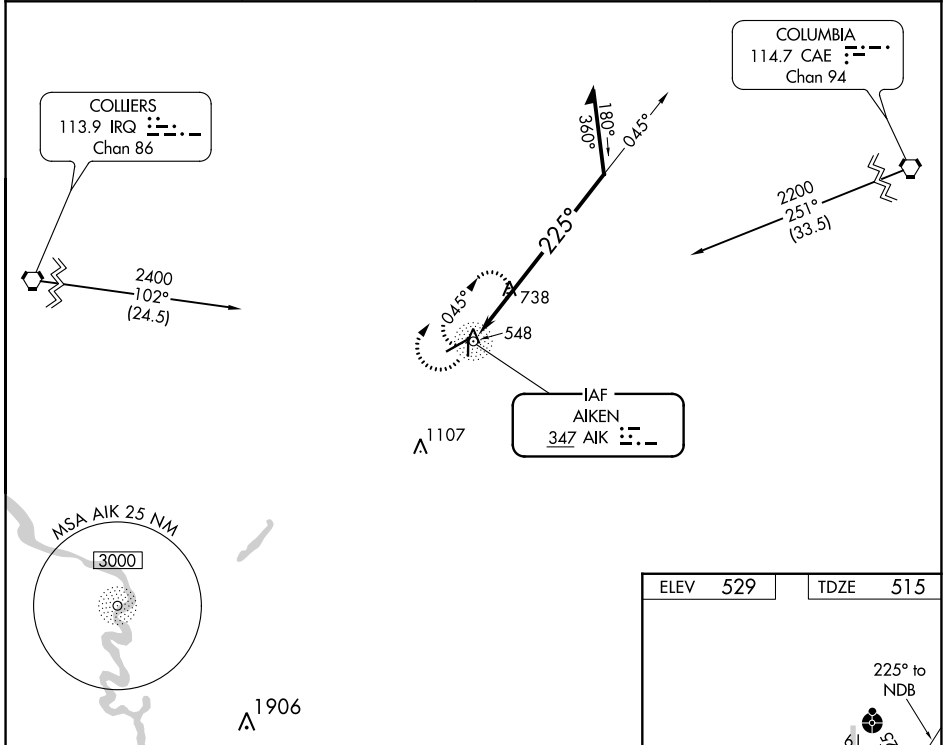 COLUMBIA
114.7 CAE
Chan 94
COLLIERS
113.9 IRQ
Chan 86
180°
360°
045°
2200
251°
(33.5)
225°
2400
102°
(24.5)
045°
738
548
IAF
AIKEN
347 AIK
1107
MSA AIK 25 NM
3000
ELEV 529
TDZE 515
225° to
NDB
1906